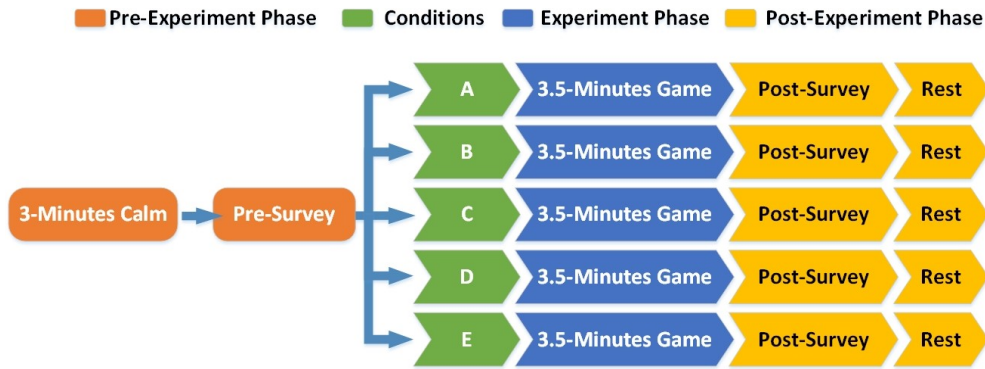 Pre-Experiment Phase Conditions Experiment Phase Post-Experiment Phase
A 3.5-Minutes Game Post-Survey Rest
B 3.5-Minutes Game Post-Survey Rest
3-Minutes Calm Pre-Survey C 3.5-Minutes Game Post-Survey Rest
D 3.5-Minutes Game Post-Survey Rest
E 3.5-Minutes Game Post-Survey Rest